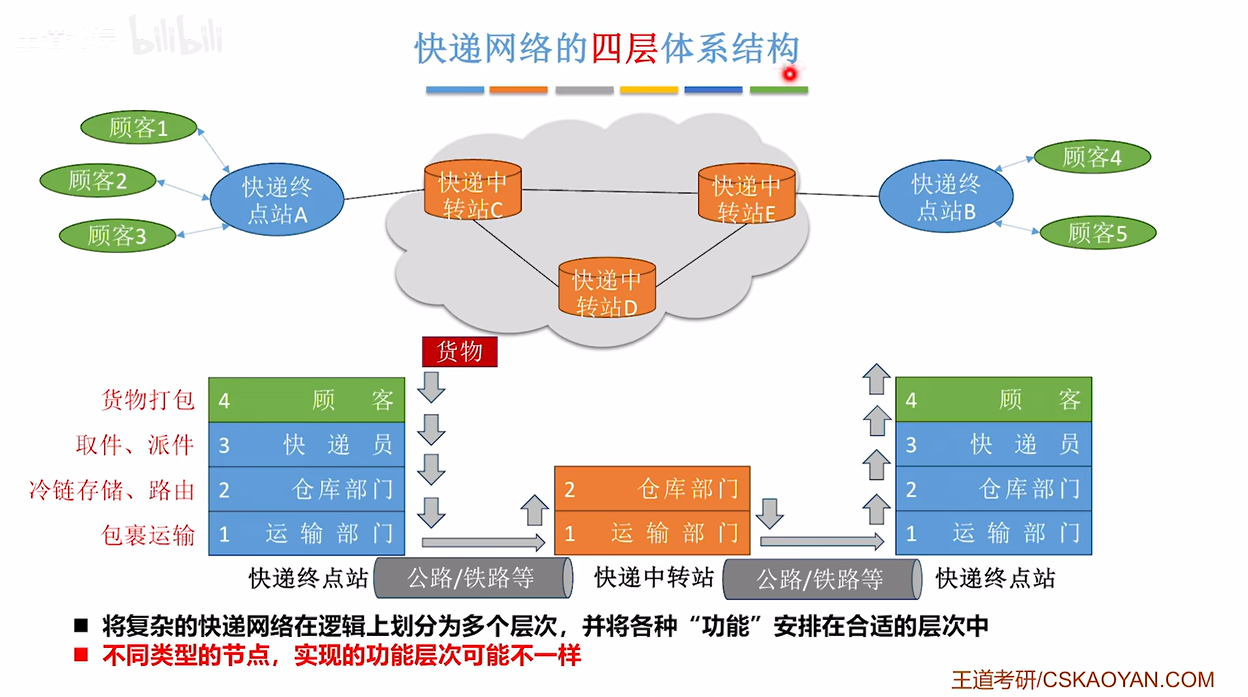 bilibili
快递网络的四层体系结构
顾客1
顾客2
顾客3
快递终
点站A
快递中
转站C
快递中
转站E
快递中
转站D
快递终
点站B
顾客4
顾客5
货物
货物打包
取件、派件
冷链存储、路由
包裹运输
4 顾 客
3 快 递 员
2 仓库部门
1 运 输 部 门
2 仓库部门
1 运 输 部 门
4 顾 客
3 快 递 员
2 仓库部门
1 运 输 部 门
快递终点站
公路/铁路等
快递中转站
公路/铁路等
快递终点站
■ 将复杂的快递网络在逻辑上划分为多个层次，并将各种“功能”安排在合适的层次中
■ 不同类型的节点，实现的功能层次可能不一样
王道考研/CSKAOYAN.COM